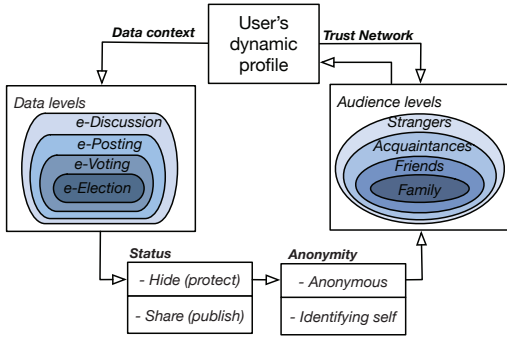 User's
dynamic
profile
Data context
Trust Network
Data levels
e-Discussion
e-Posting
e-Voting
e-Election
Audience levels
Strangers
Acquaintances
Friends
Family
Status
- Hide (protect)
- Share (publish)
Anonymity
- Anonymous
- Identifying self